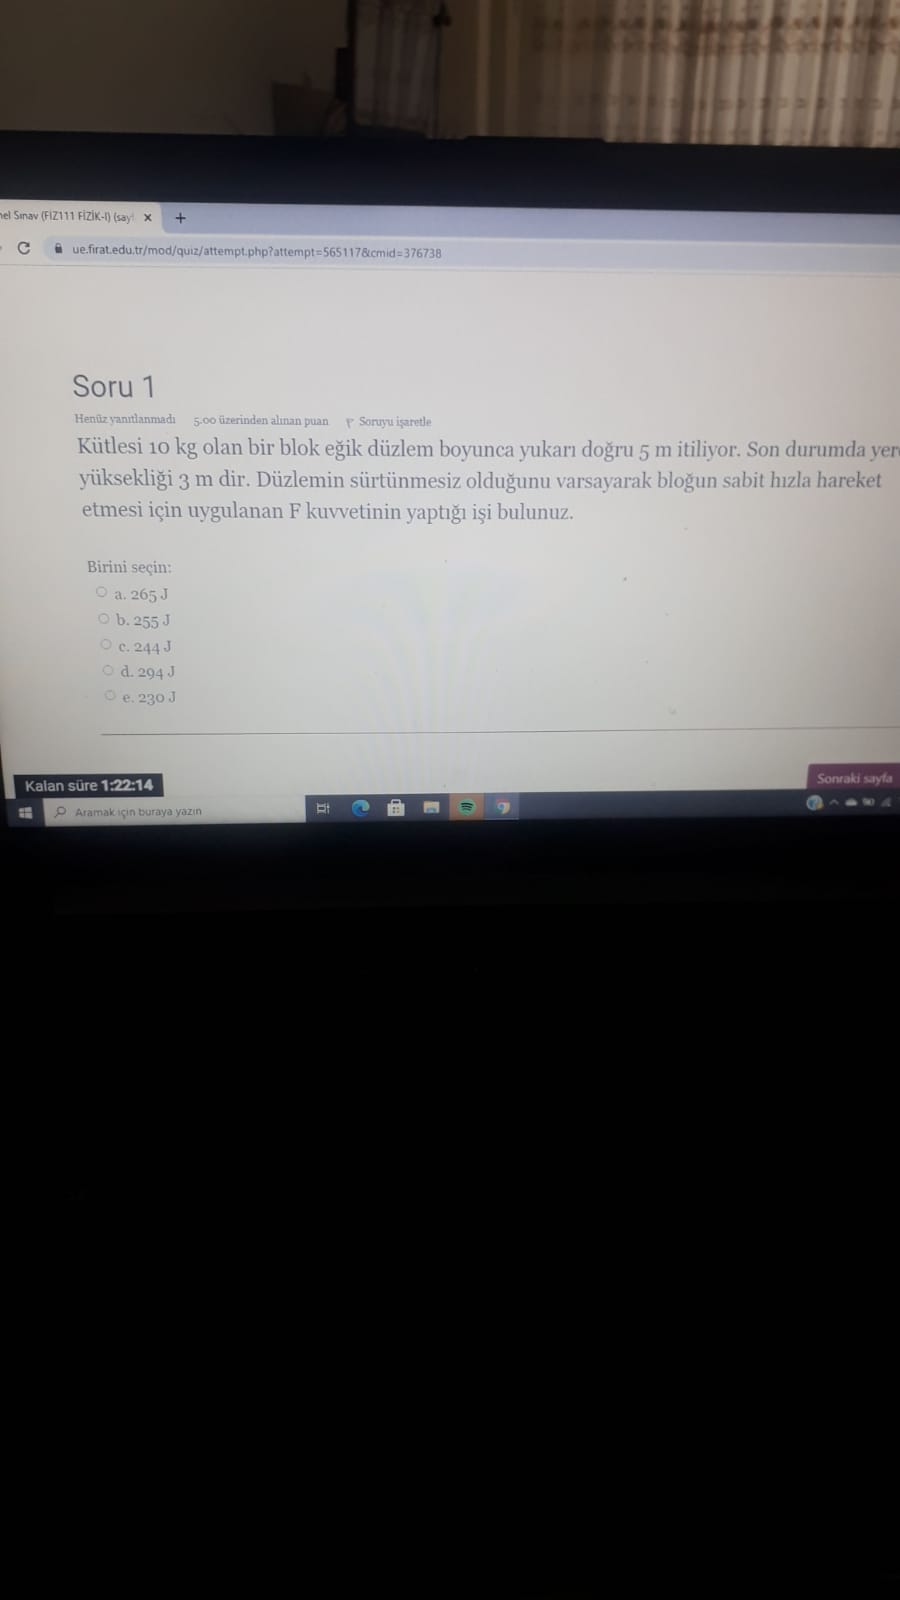 nel Sınav (FİZ111 FİZİK-I) (sayf
ue.firat.edu.tr/mod/quiz/attempt.php?attempt=565117&cmid=376738
Soru 1
Henüz yanıtlanmadı 5.00 üzerinden alınan puan Soruyu işaretle
Kütlesi 10 kg olan bir blok eğik düzlem boyunca yukarı doğru 5 m itiliyor. Son durumda yer
yüksekliği 3 m dir. Düzlemin sürtünmesiz olduğunu varsayarak bloğun sabit hızla hareket
etmesi için uygulanan F kuvvetinin yaptığı işi bulunuz.
Birini seçin:
a. 265 J
b. 255 J
c. 244 J
d. 294 J
e. 230 J
Kalan süre 1:22:14
Sonraki sayfa
Aramak için buraya yazın